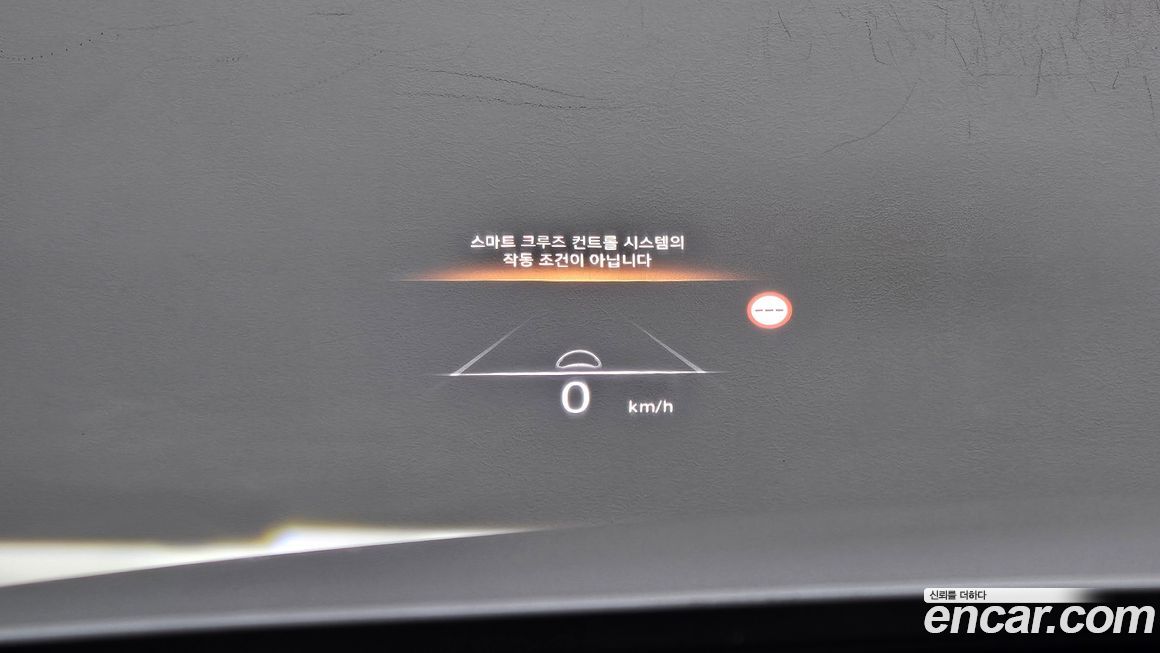 스마트 크루즈 컨트롤 시스템의
작동 조건이 아닙니다
---
0 km/h
신뢰를 더하다
encar.com